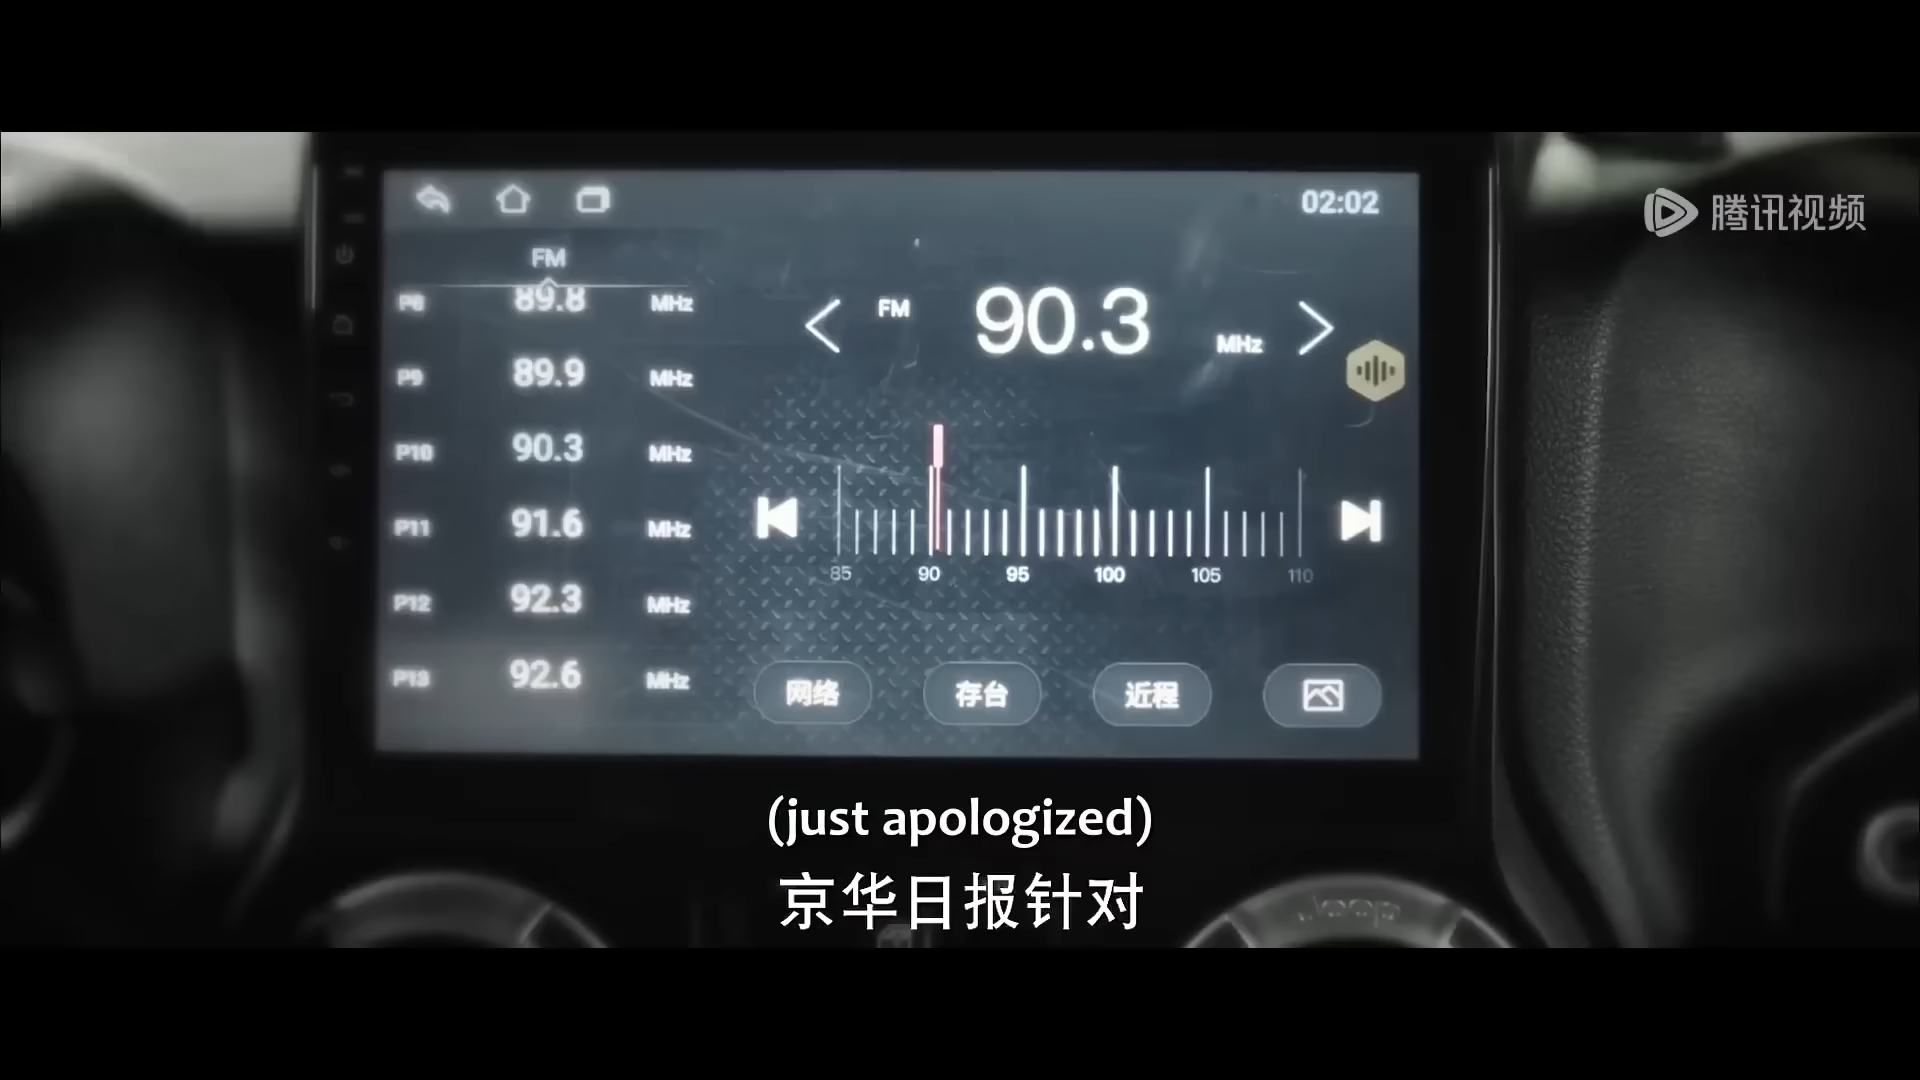 02:02
腾讯视频
FM
P8 89.8 MHz
P9 89.9 MHz
P10 90.3 MHz
P11 91.6 MHz
P12 92.3 MHz
P13 92.6 MHz
FM 90.3 MHz
85 90 95 100 105 110
网络 存台 近程
(just apologized)
京华日报针对
Jeep